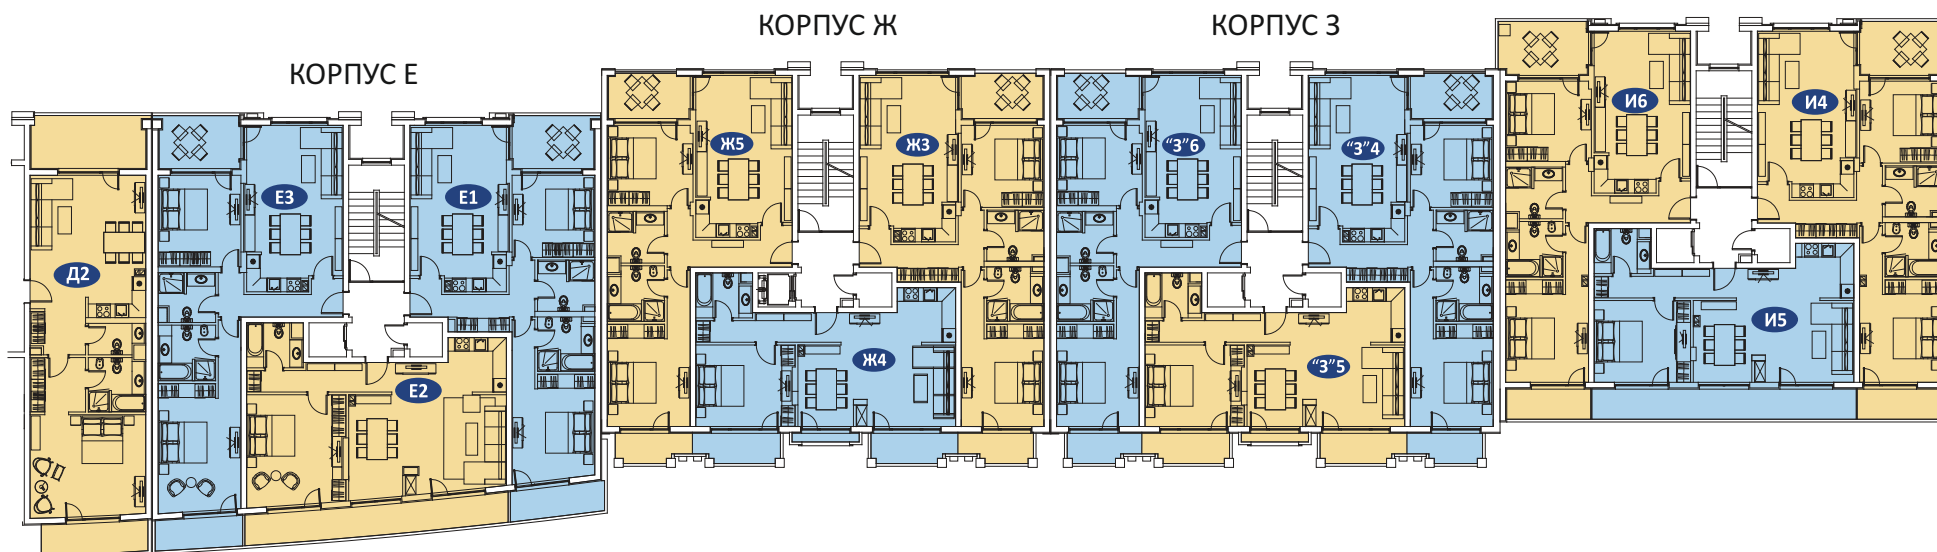 КОРПУС Е
КОРПУС Ж
КОРПУС З
Д2
Е3
Е1
Е2
Ж5
Ж3
Ж4
“З”6
“З”4
“З”5
И6
И4
И5